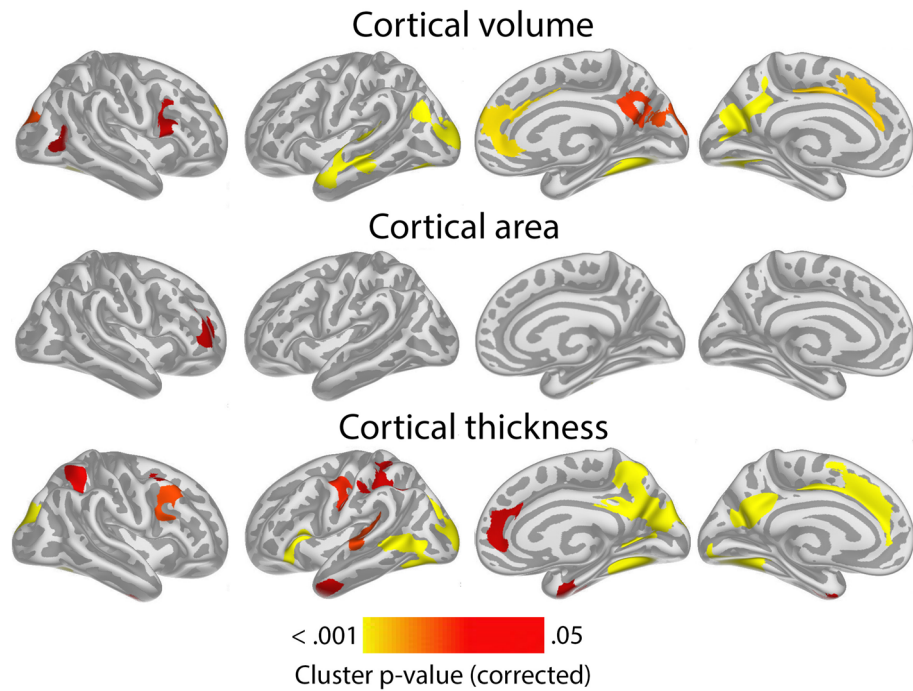 Cortical volume
Cortical area
Cortical thickness
< .001 .05
Cluster p-value (corrected)